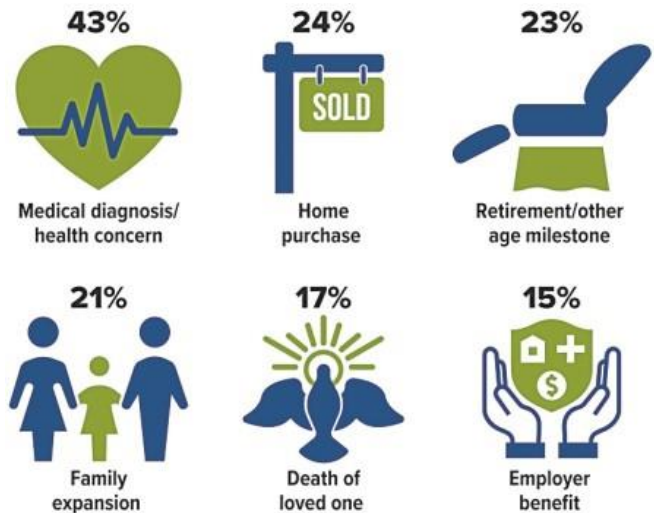 43%
24%
23%
SOLD
Medical diagnosis/
health concern
Home
purchase
Retirement/other
age milestone
21%
17%
15%
$
Family
expansion
Death of
loved one
Employer
benefit